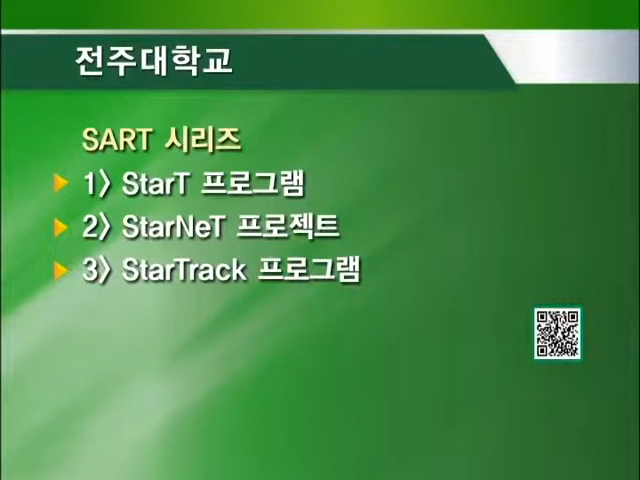 전주대학교
SART 시리즈
1> StarT 프로그램
2> StarNeT 프로젝트
3> StarTrack 프로그램